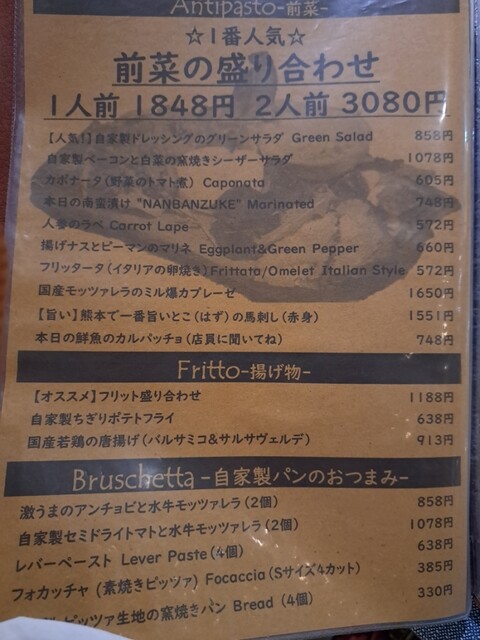 Antipasto-前菜-
☆1番人気☆
前菜の盛り合わせ
1人前 1848円 2人前 3080円
【人気!】自家製ドレッシングのグリーンサラダ Green Salad 858円
自家製ベーコンと白菜の窯焼きシーザーサラダ 1078円
カポナータ(野菜のトマト煮) Caponata 605円
本日の南蛮漬け "NANBANZUKE" Marinated 748円
人参のラペ Carrot Lape 572円
揚げナスとピーマンのマリネ Eggplant&Green Pepper 660円
フリッタータ(イタリアの卵焼き)Frittata/Omelet Italian Style 572円
国産モッツァレラのミル爆カプレーゼ 1650円
【旨い】熊本で一番旨いとこ(はず)の馬刺し(赤身) 1551円
本日の鮮魚のカルパッチョ(店員に聞いてね) 748円
Fritto-揚げ物-
【オススメ】フリット盛り合わせ 1188円
自家製ちぎりポテトフライ 638円
国産若鶏の唐揚げ(バルサミコ&サルサヴェルデ) 913円
Bruschetta -自家製パンのおつまみ-
激うまのアンチョビと水牛モッツァレラ(2個) 858円
自家製セミドライトマトと水牛モッツァレラ(2個) 1078円
レバーペースト Lever Paste(4個) 638円
フォカッチャ (素焼きピッツァ) Focaccia(Sサイズ4カット) 385円
ピッツァ生地の窯焼きパン Bread (4個) 330円